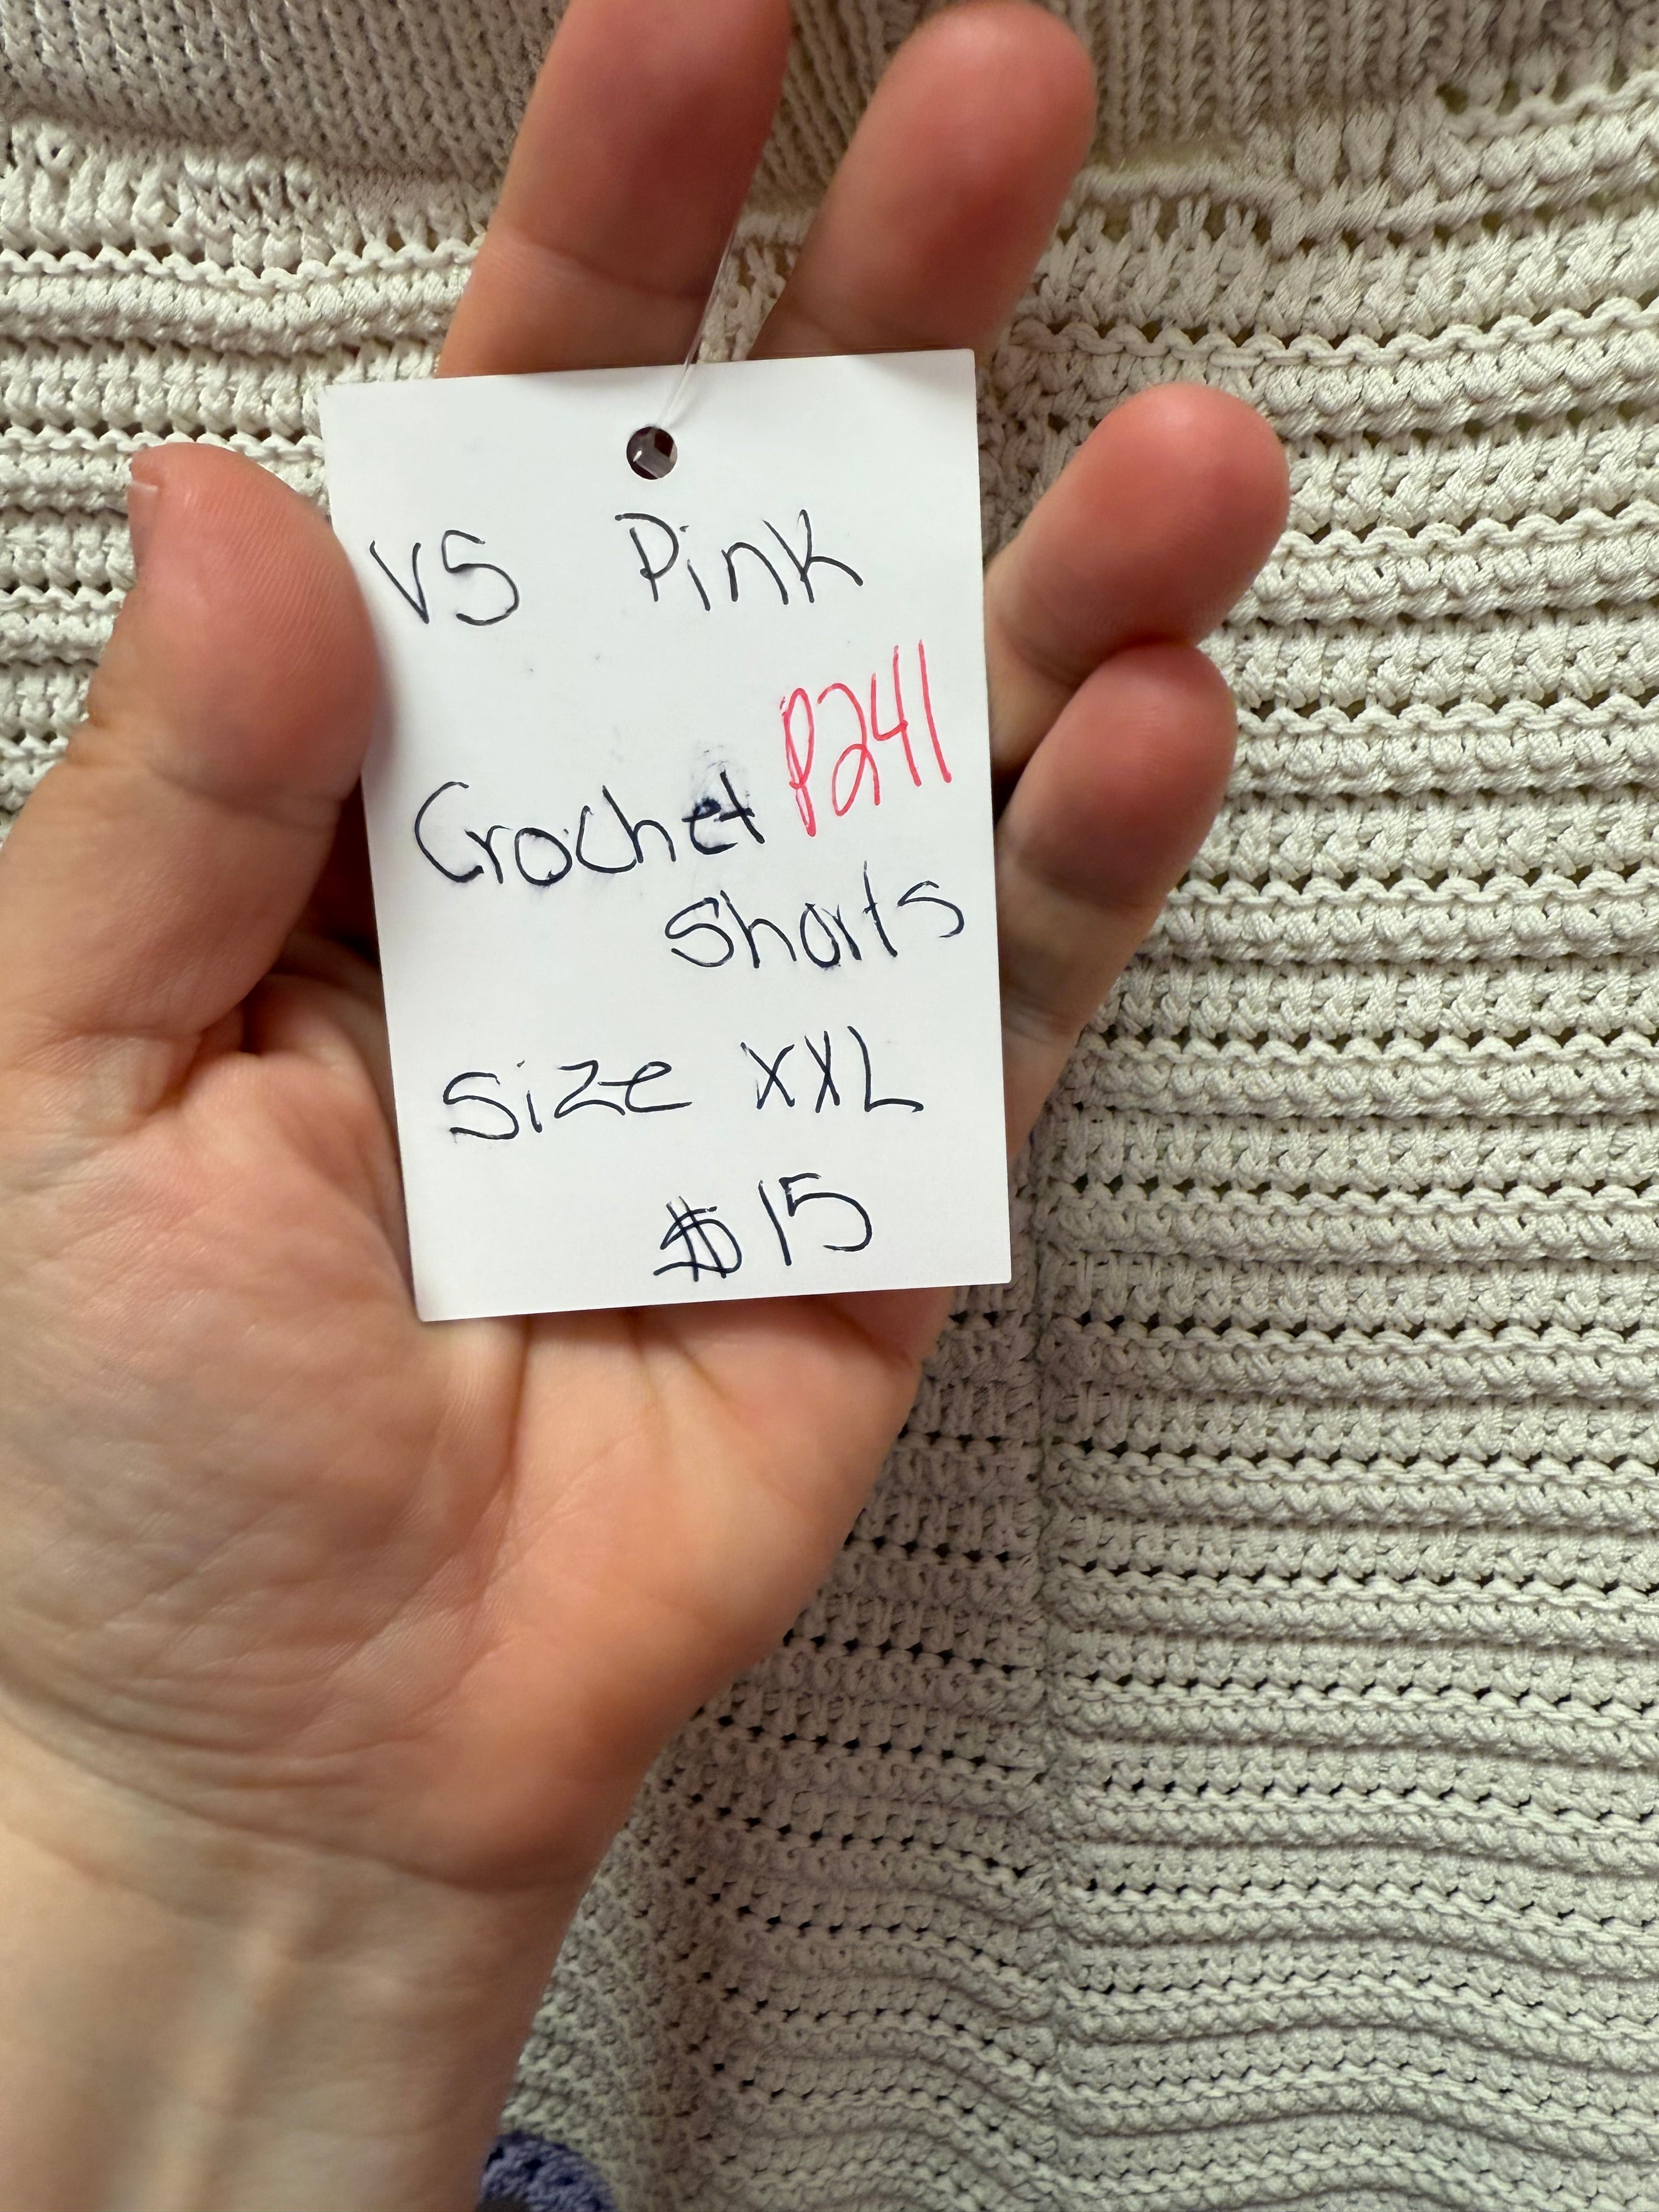 VS Pink
P241
Crochet
Shorts
Size XXL
$15